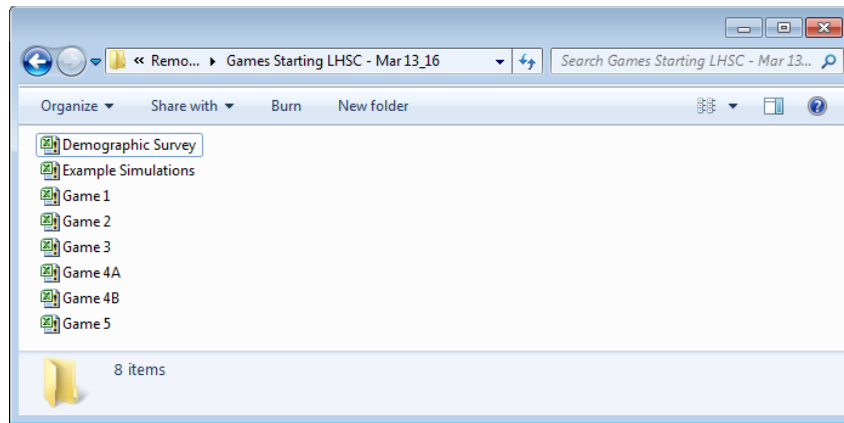 « Remo... ▸ Games Starting LHSC - Mar 13_16
Search Games Starting LHSC - Mar 13...
Organize Share with Burn New folder
Demographic Survey
Example Simulations
Game 1
Game 2
Game 3
Game 4A
Game 4B
Game 5
8 items